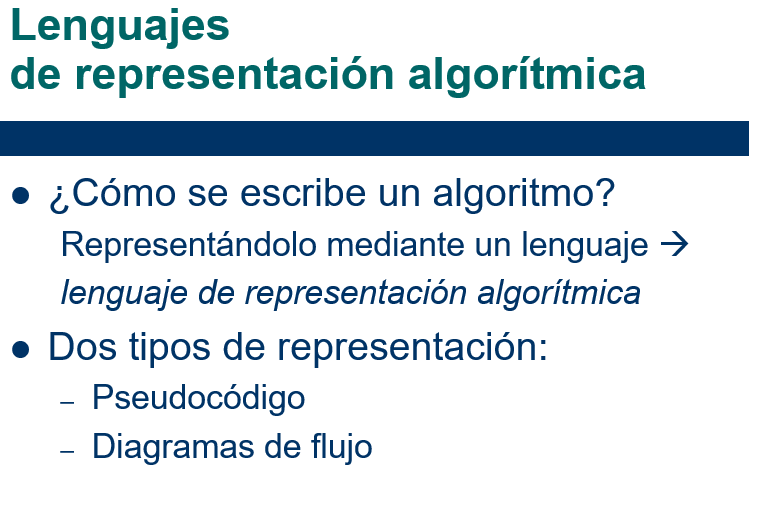 Lenguajes
de representación algorítmica
● ¿Cómo se escribe un algoritmo?
Representándolo mediante un lenguaje →
lenguaje de representación algorítmica
● Dos tipos de representación:
– Pseudocódigo
– Diagramas de flujo